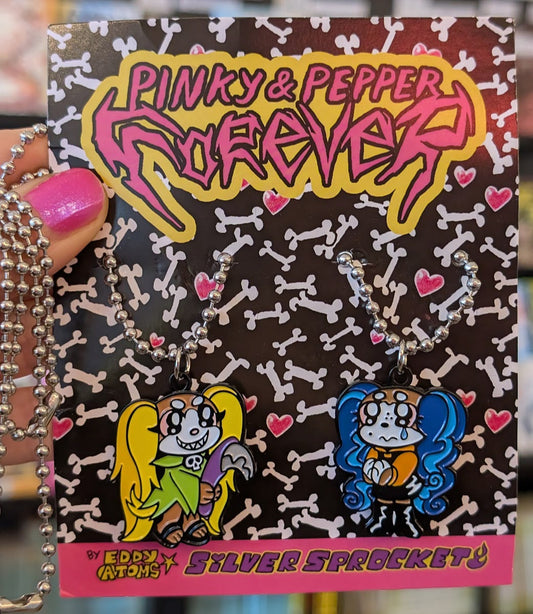 PINKY & PEPPER
FOREVER
BY EDDY ATOMS SILVER SPROCKET